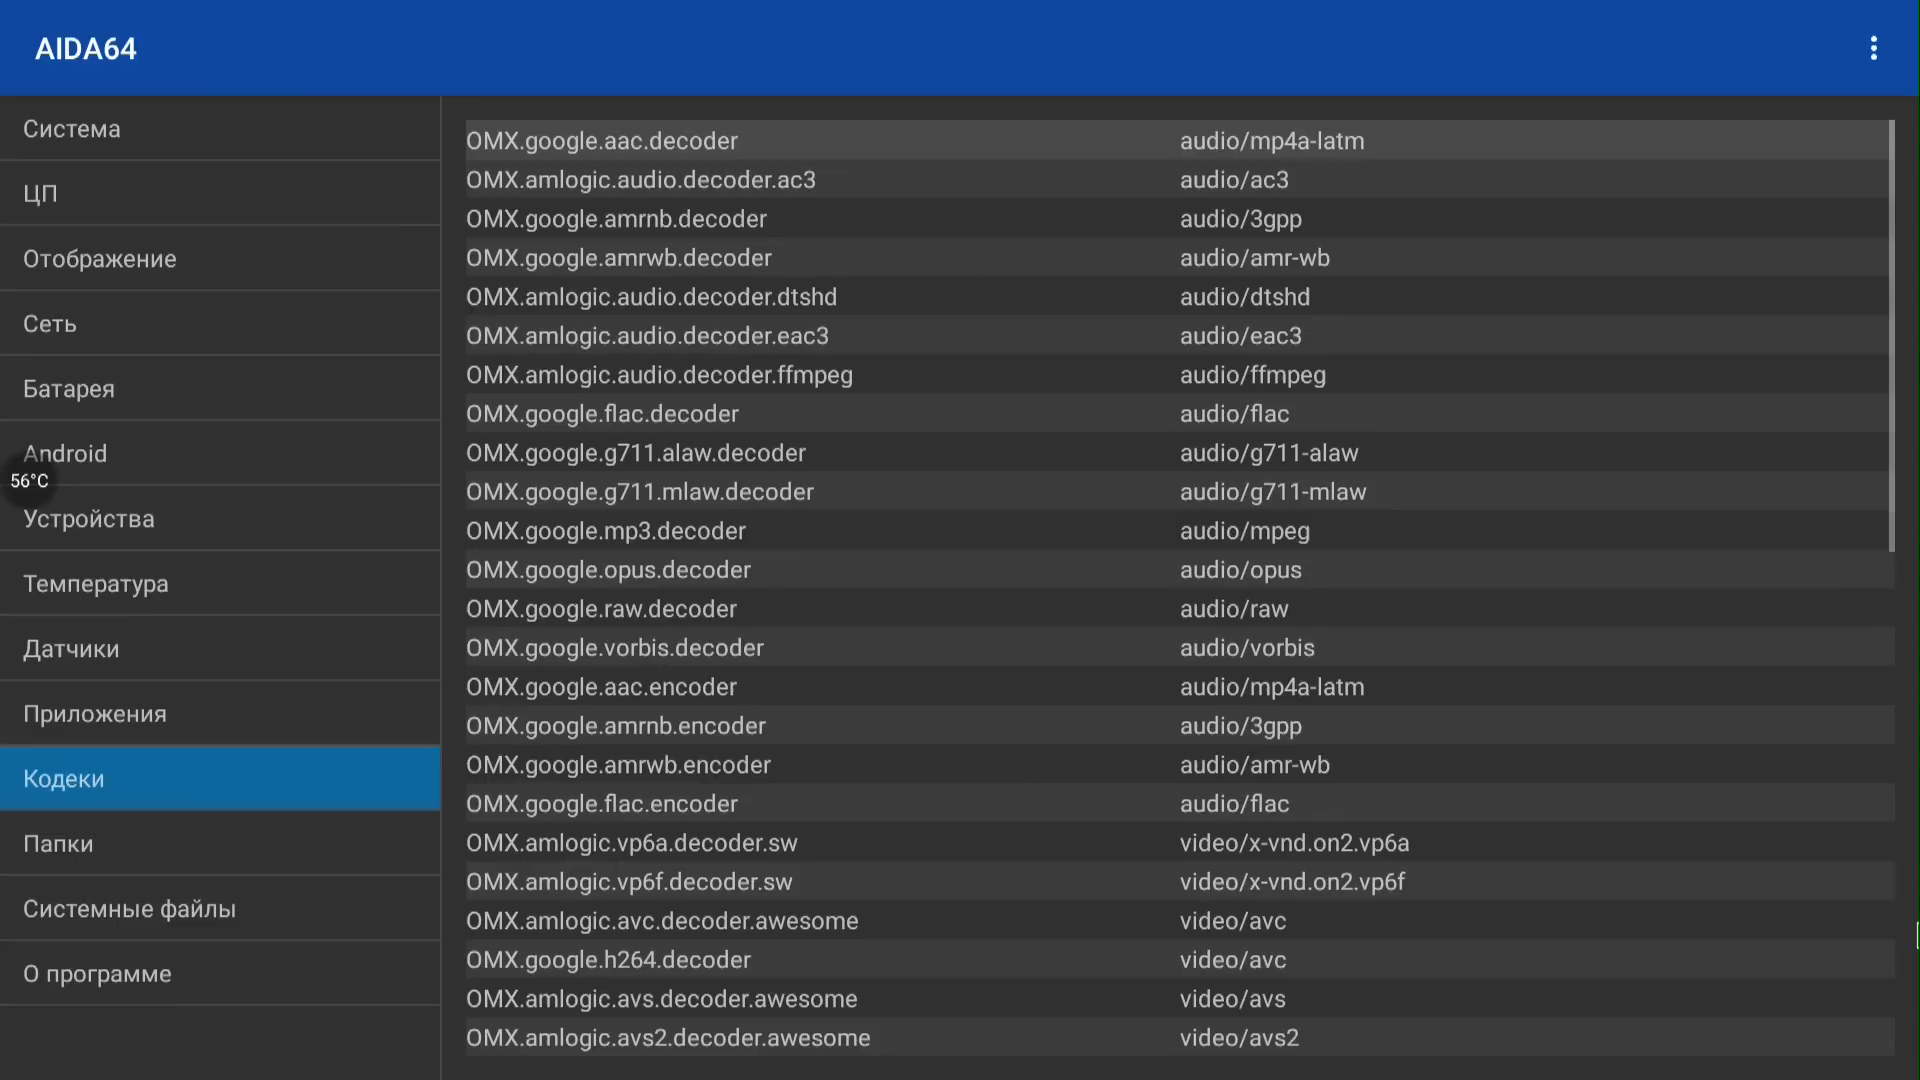 AIDA64
Система
ЦП
Отображение
Сеть
Батарея
Android
56°C
Устройства
Температура
Датчики
Приложения
Кодеки
Папки
Системные файлы
О программе
OMX.google.aac.decoder audio/mp4a-latm
OMX.amlogic.audio.decoder.ac3 audio/ac3
OMX.google.amrnb.decoder audio/3gpp
OMX.google.amrwb.decoder audio/amr-wb
OMX.amlogic.audio.decoder.dtshd audio/dtshd
OMX.amlogic.audio.decoder.eac3 audio/eac3
OMX.amlogic.audio.decoder.ffmpeg audio/ffmpeg
OMX.google.flac.decoder audio/flac
OMX.google.g711.alaw.decoder audio/g711-alaw
OMX.google.g711.mlaw.decoder audio/g711-mlaw
OMX.google.mp3.decoder audio/mpeg
OMX.google.opus.decoder audio/opus
OMX.google.raw.decoder audio/raw
OMX.google.vorbis.decoder audio/vorbis
OMX.google.aac.encoder audio/mp4a-latm
OMX.google.amrnb.encoder audio/3gpp
OMX.google.amrwb.encoder audio/amr-wb
OMX.google.flac.encoder audio/flac
OMX.amlogic.vp6a.decoder.sw video/x-vnd.on2.vp6a
OMX.amlogic.vp6f.decoder.sw video/x-vnd.on2.vp6f
OMX.amlogic.avc.decoder.awesome video/avc
OMX.google.h264.decoder video/avc
OMX.amlogic.avs.decoder.awesome video/avs
OMX.amlogic.avs2.decoder.awesome video/avs2